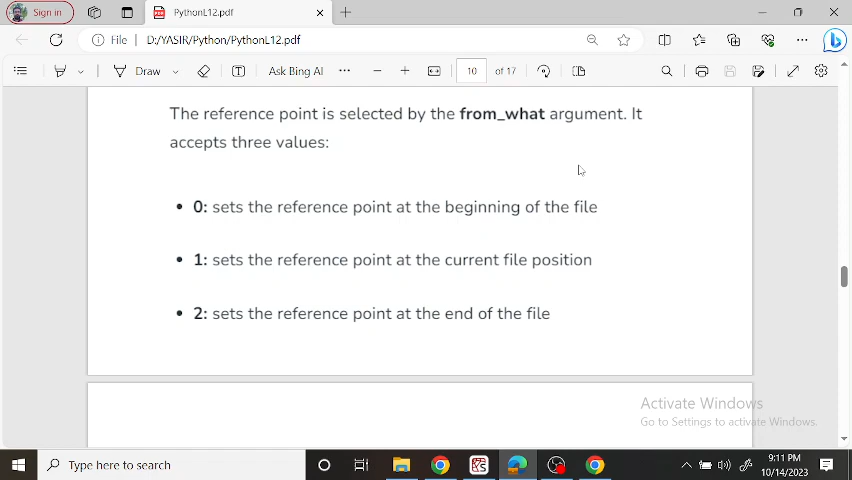 Sign in
PythonL12.pdf
File
D:/YASIR/Python/PythonL12.pdf
Draw
Ask Bing AI
10 of 17
The reference point is selected by the from_what argument. It
accepts three values:
• 0: sets the reference point at the beginning of the file
• 1: sets the reference point at the current file position
• 2: sets the reference point at the end of the file
Activate Windows
Go to Settings to activate Windows.
Type here to search
9:11 PM
10/14/2023